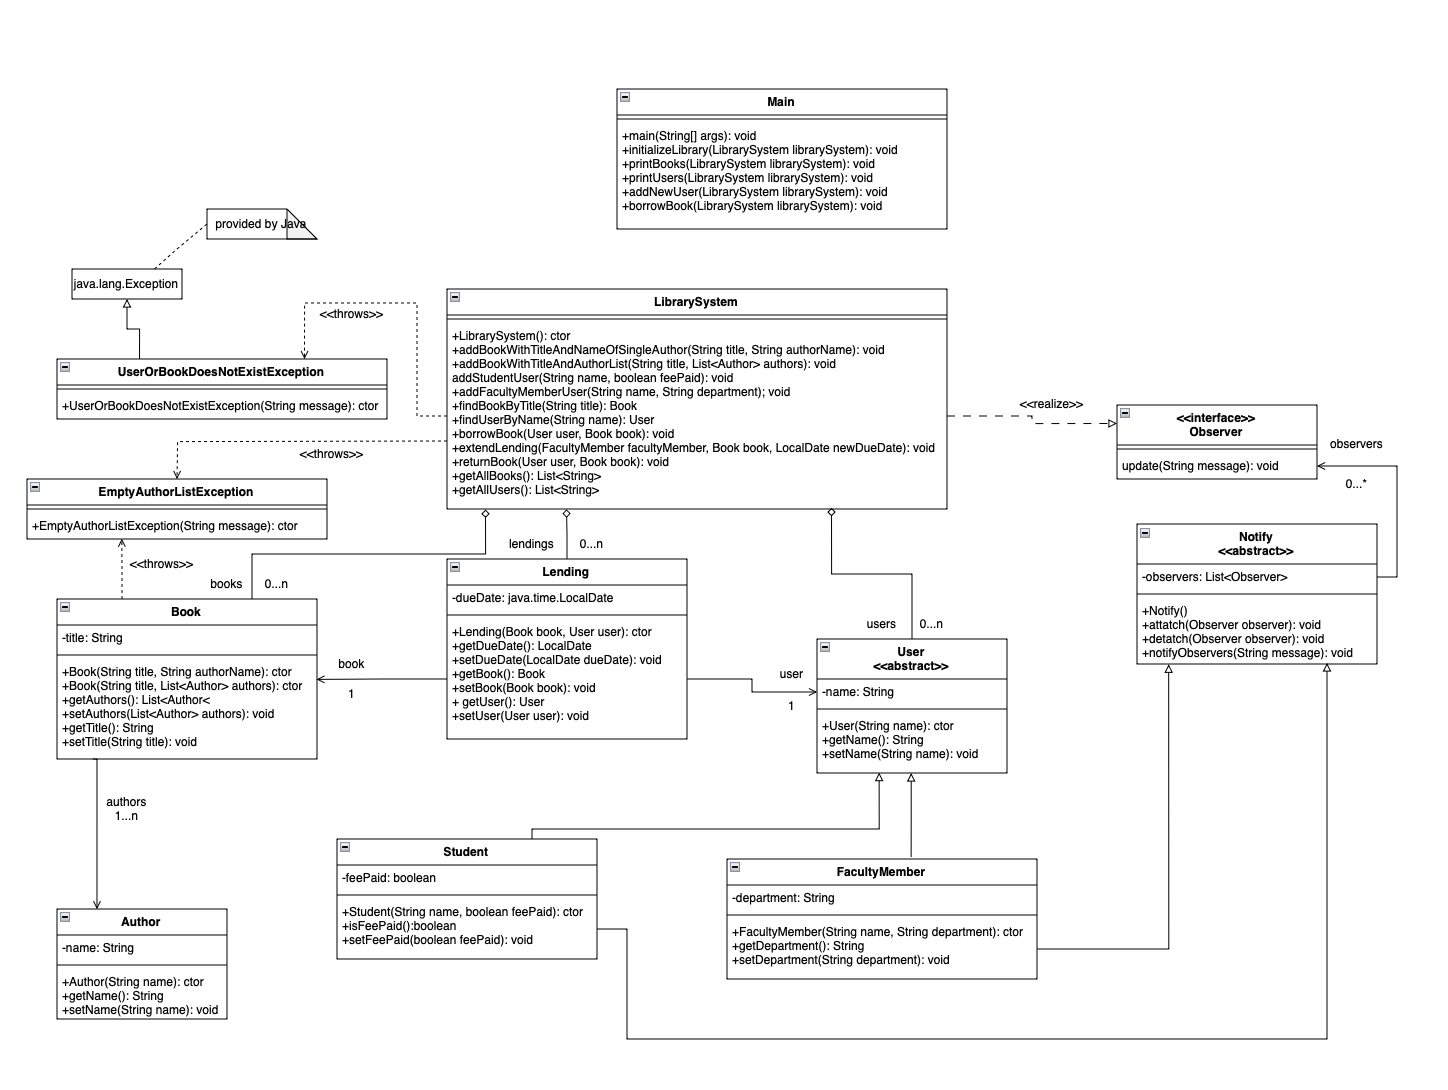 Main
+main(String[] args): void
+initializeLibrary(LibrarySystem librarySystem): void
+printBooks(LibrarySystem librarySystem): void
+printUsers(LibrarySystem librarySystem): void
+addNewUser(LibrarySystem librarySystem): void
+borrowBook(LibrarySystem librarySystem): void
provided by Java
java.lang.Exception
<<throws>>
UserOrBookDoesNotExistException
+UserOrBookDoesNotExistException(String message): ctor
LibrarySystem
+LibrarySystem(): ctor
+addBookWithTitleAndNameOfSingleAuthor(String title, String authorName): void
+addBookWithTitleAndAuthorList(String title, List<Author> authors): void
addStudentUser(String name, boolean feePaid): void
+addFacultyMemberUser(String name, String department); void
+findBookByTitle(String title): Book
+findUserByName(String name): User
+borrowBook(User user, Book book): void
+extendLending(FacultyMember facultyMember, Book book, LocalDate newDueDate): void
+returnBook(User user, Book book): void
+getAllBooks(): List<String>
+getAllUsers(): List<String>
<<realize>>
<<interface>>
Observer
update(String message): void
observers
0...*
<<throws>>
EmptyAuthorListException
+EmptyAuthorListException(String message): ctor
<<throws>>
books
0...n
lendings
0...n
users
0...n
Notify
<<abstract>>
-observers: List<Observer>
+Notify()
+attatch(Observer observer): void
+detatch(Observer observer): void
+notifyObservers(String message): void
Book
-title: String
+Book(String title, String authorName): ctor
+Book(String title, List<Author> authors): ctor
+getAuthors(): List<Author<
+setAuthors(List<Author> authors): void
+getTitle(): String
+setTitle(String title): void
book
1
Lending
-dueDate: java.time.LocalDate
+Lending(Book book, User user): ctor
+getDueDate(): LocalDate
+setDueDate(LocalDate dueDate): void
+getBook(): Book
+setBook(Book book): void
+ getUser(): User
+setUser(User user): void
user
1
User
<<abstract>>
-name: String
+User(String name): ctor
+getName(): String
+setName(String name): void
authors
1...n
Student
-feePaid: boolean
+Student(String name, boolean feePaid): ctor
+isFeePaid():boolean
+setFeePaid(boolean feePaid): void
FacultyMember
-department: String
+FacultyMember(String name, String department): ctor
+getDepartment(): String
+setDepartment(String department): void
Author
-name: String
+Author(String name): ctor
+getName(): String
+setName(String name): void